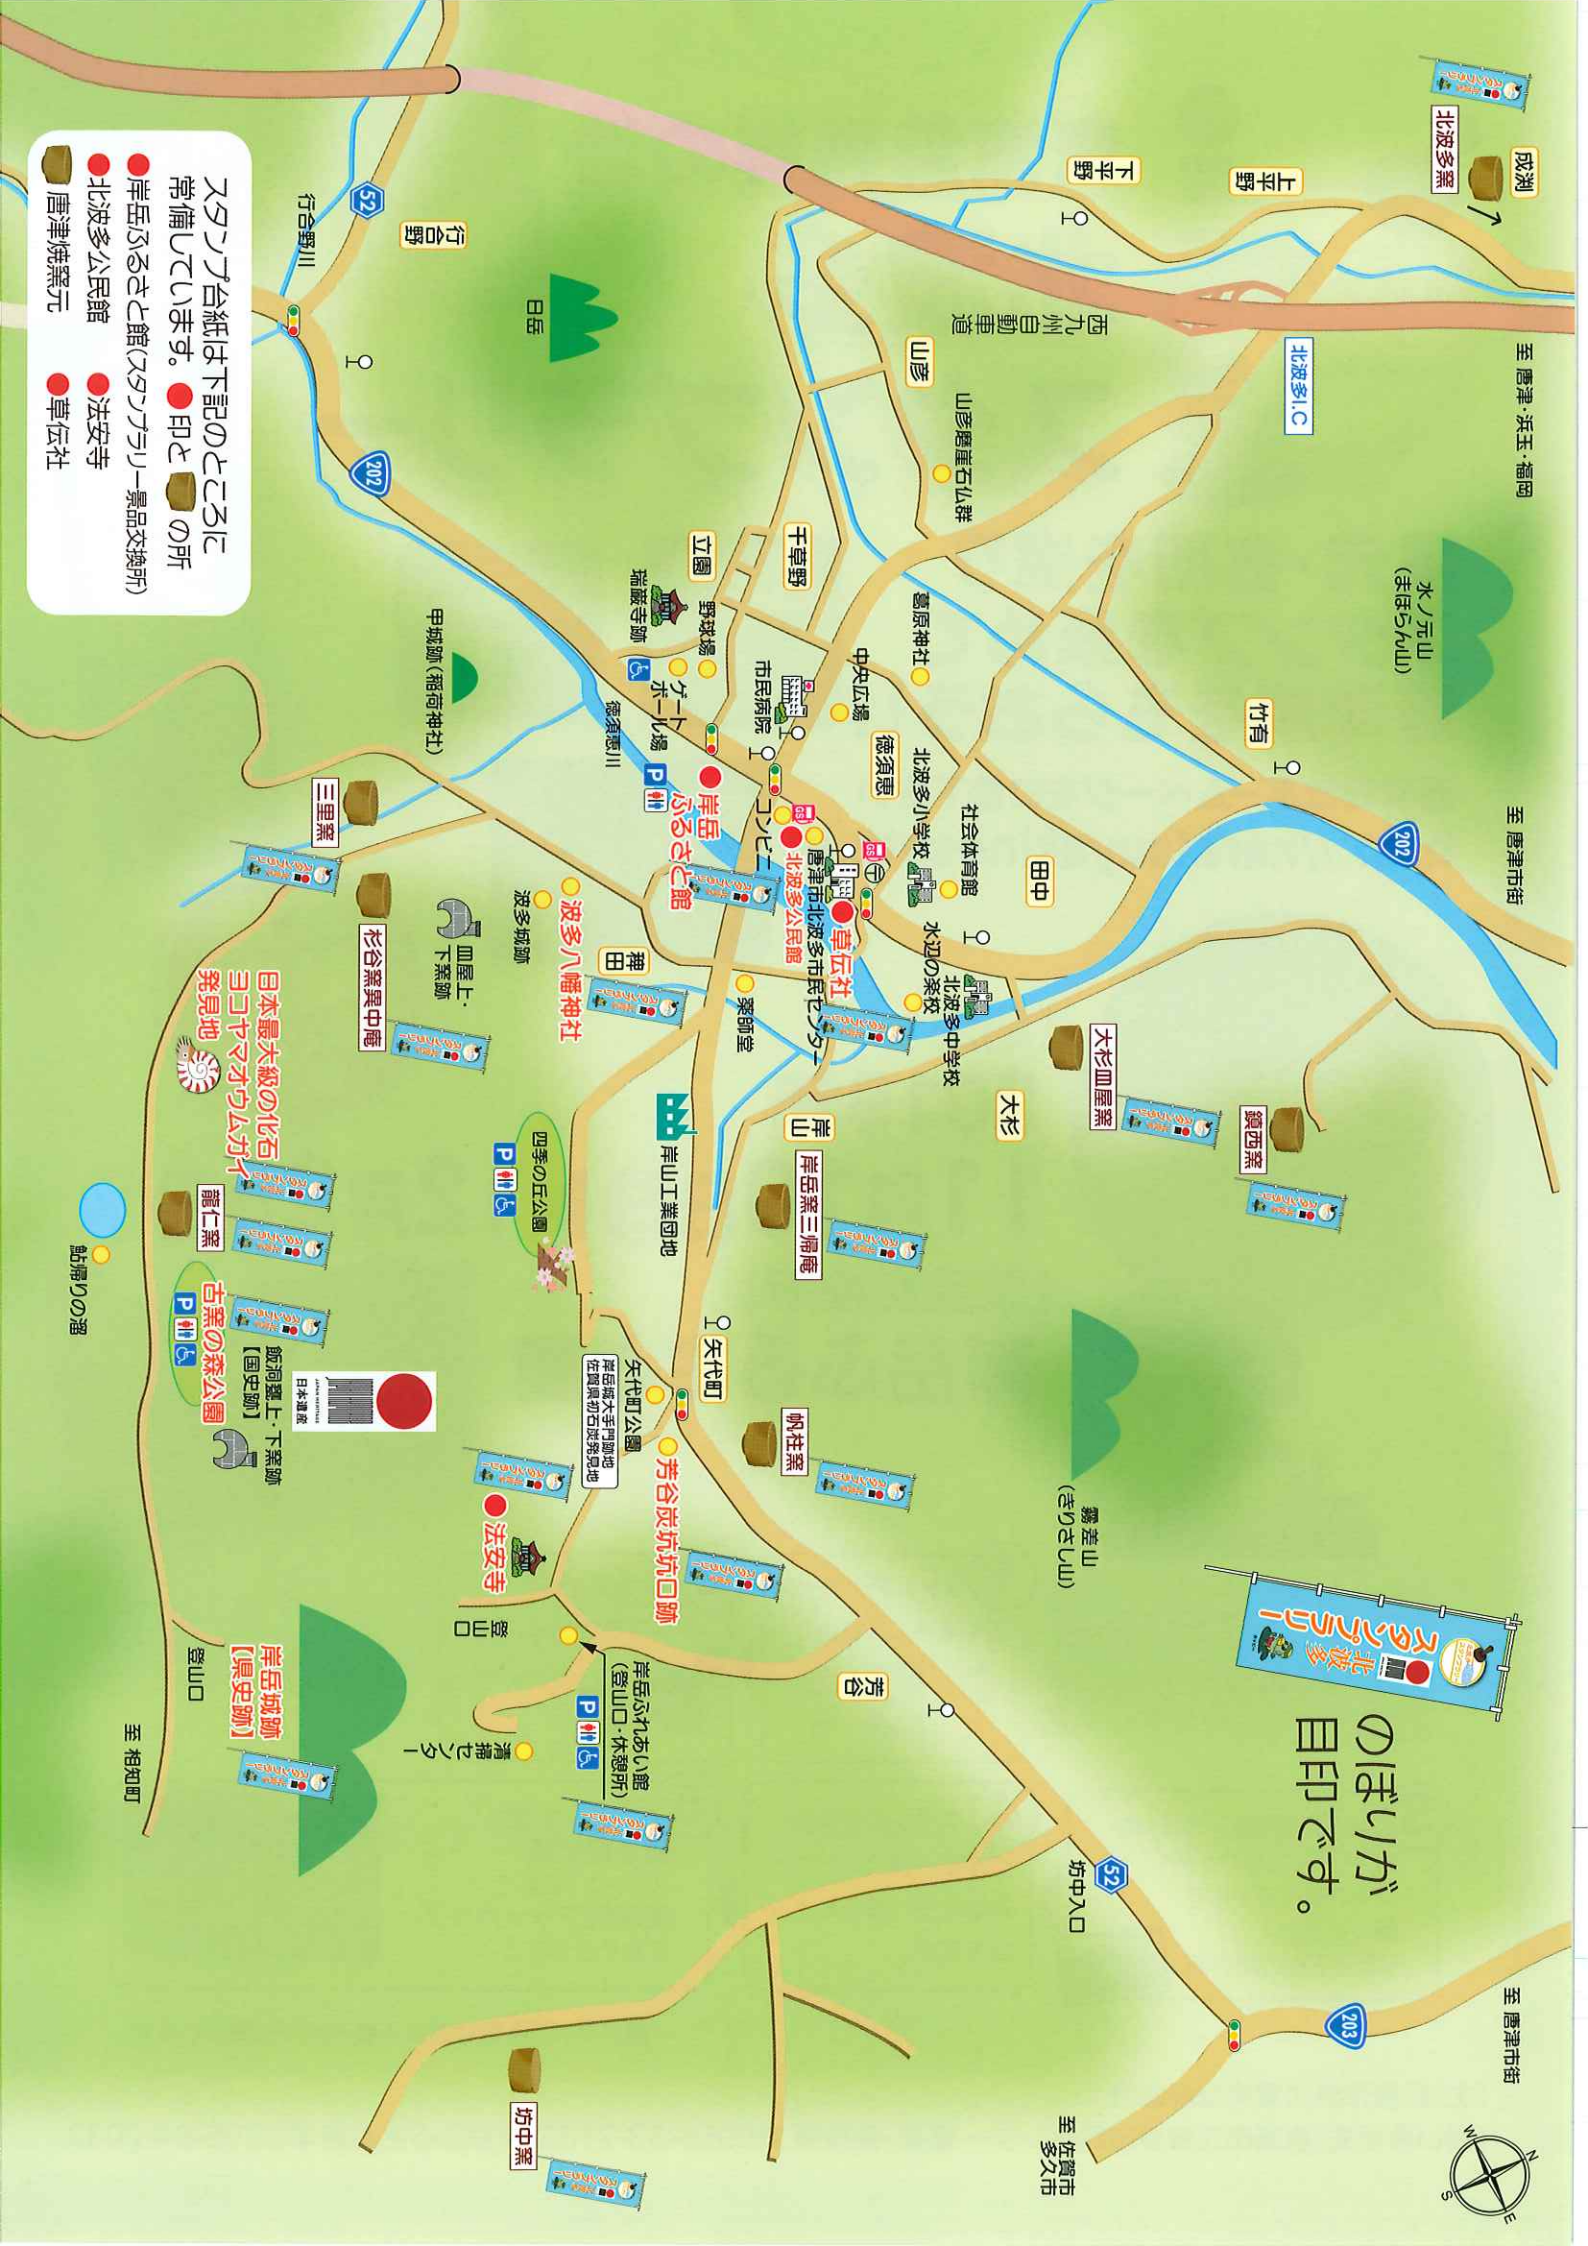 のぼりが
目印です。
スタンプラリー
北波多
至 唐津・浜玉・福岡
至 唐津市街
至 唐津市街
至 佐賀市
多久市
至 相知町
N
E
S
W
成渕
北波多窯
上平野
下平野
西九州自動車道
北波多I.C
水ノ元山
(まぼろん山)
竹有
202
203
52
坊中入口
山彦
山彦磨崖石仏群
葛原神社
中央広場
徳須恵
北波多小学校
社会体育館
田中
水辺の楽校
北波多中学校
大杉
大杉皿屋窯
鎮西窯
霧差山
(きりさし山)
千草野
立園
野球場
瑞巌寺跡
ゲート
ボール場
市民病院
徳須恵川
コンビニ
GS
GS
岸岳
ふるさと館
北波多公民館
唐津市北波多市民センター
草伝社
薬師堂
岸山
岸岳窯三帰庵
岸山工業団地
矢代町
帆柱窯
芳谷
矢代町公園
岸岳城大手門跡地
佐賀県初石炭発見地
芳谷炭坑坑口跡
法安寺
登山口
岸岳ふれあい館
(登山口・休憩所)
清掃センター
坊中窯
日岳
行合野
52
行合野川
202
甲城跡(稲荷神社)
三里窯
杉谷窯異中庵
皿屋上・
下窯跡
波多城跡
波多八幡神社
稗田
四季の丘公園
日本最大級の化石
ヨコヤマオウムガイ
発見地
龍仁窯
鮎帰りの溜
古窯の森公園
飯洞甕上・下窯跡
【国史跡】
JAPAN HERITAGE
日本遺産
岸岳城跡
【県史跡】
登山口
スタンプ台紙は下記のところに
常備しています。●印と の所
●岸岳ふるさと館(スタンプラリー景品交換所)
●北波多公民館 ●法安寺
唐津焼窯元 ●草伝社